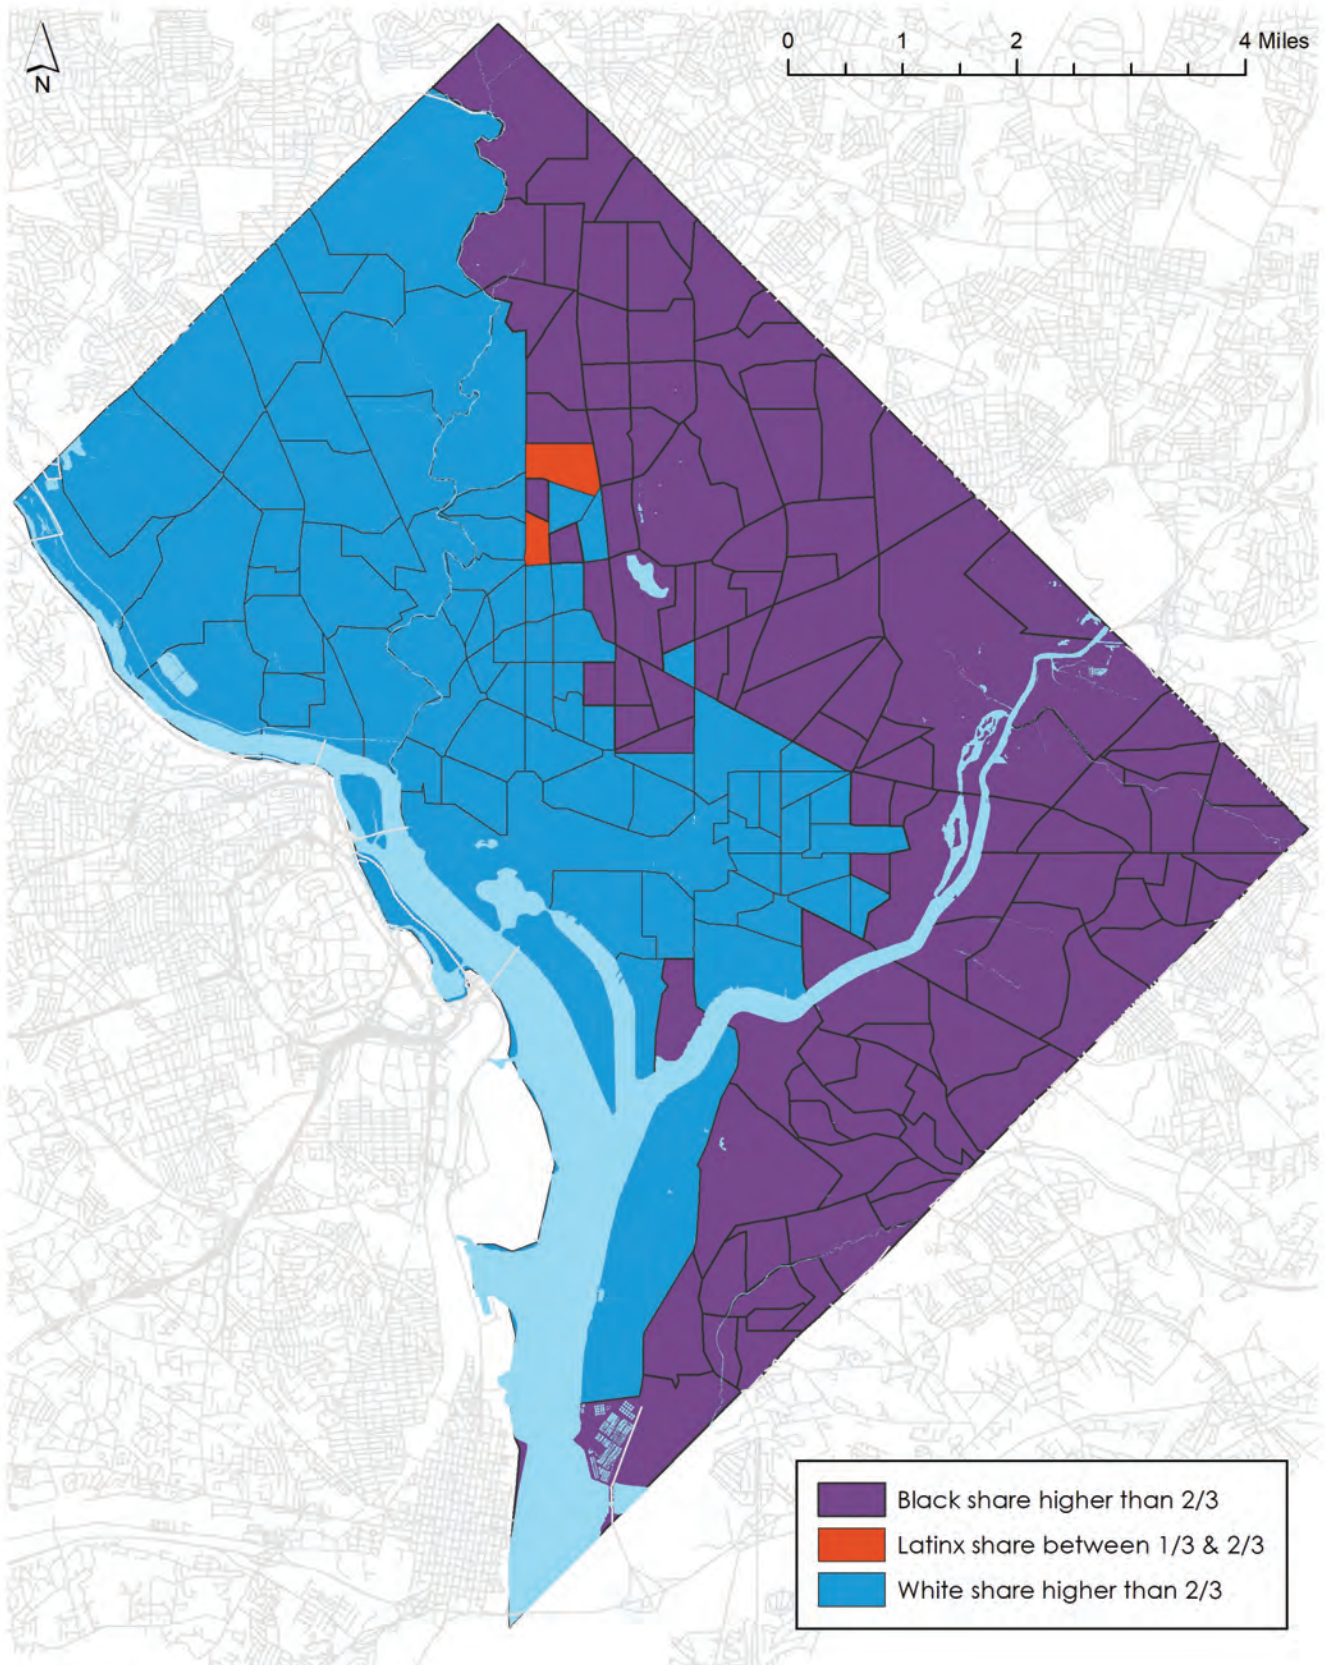 N
0 1 2 4 Miles
Black share higher than 2/3
Latinx share between 1/3 & 2/3
White share higher than 2/3